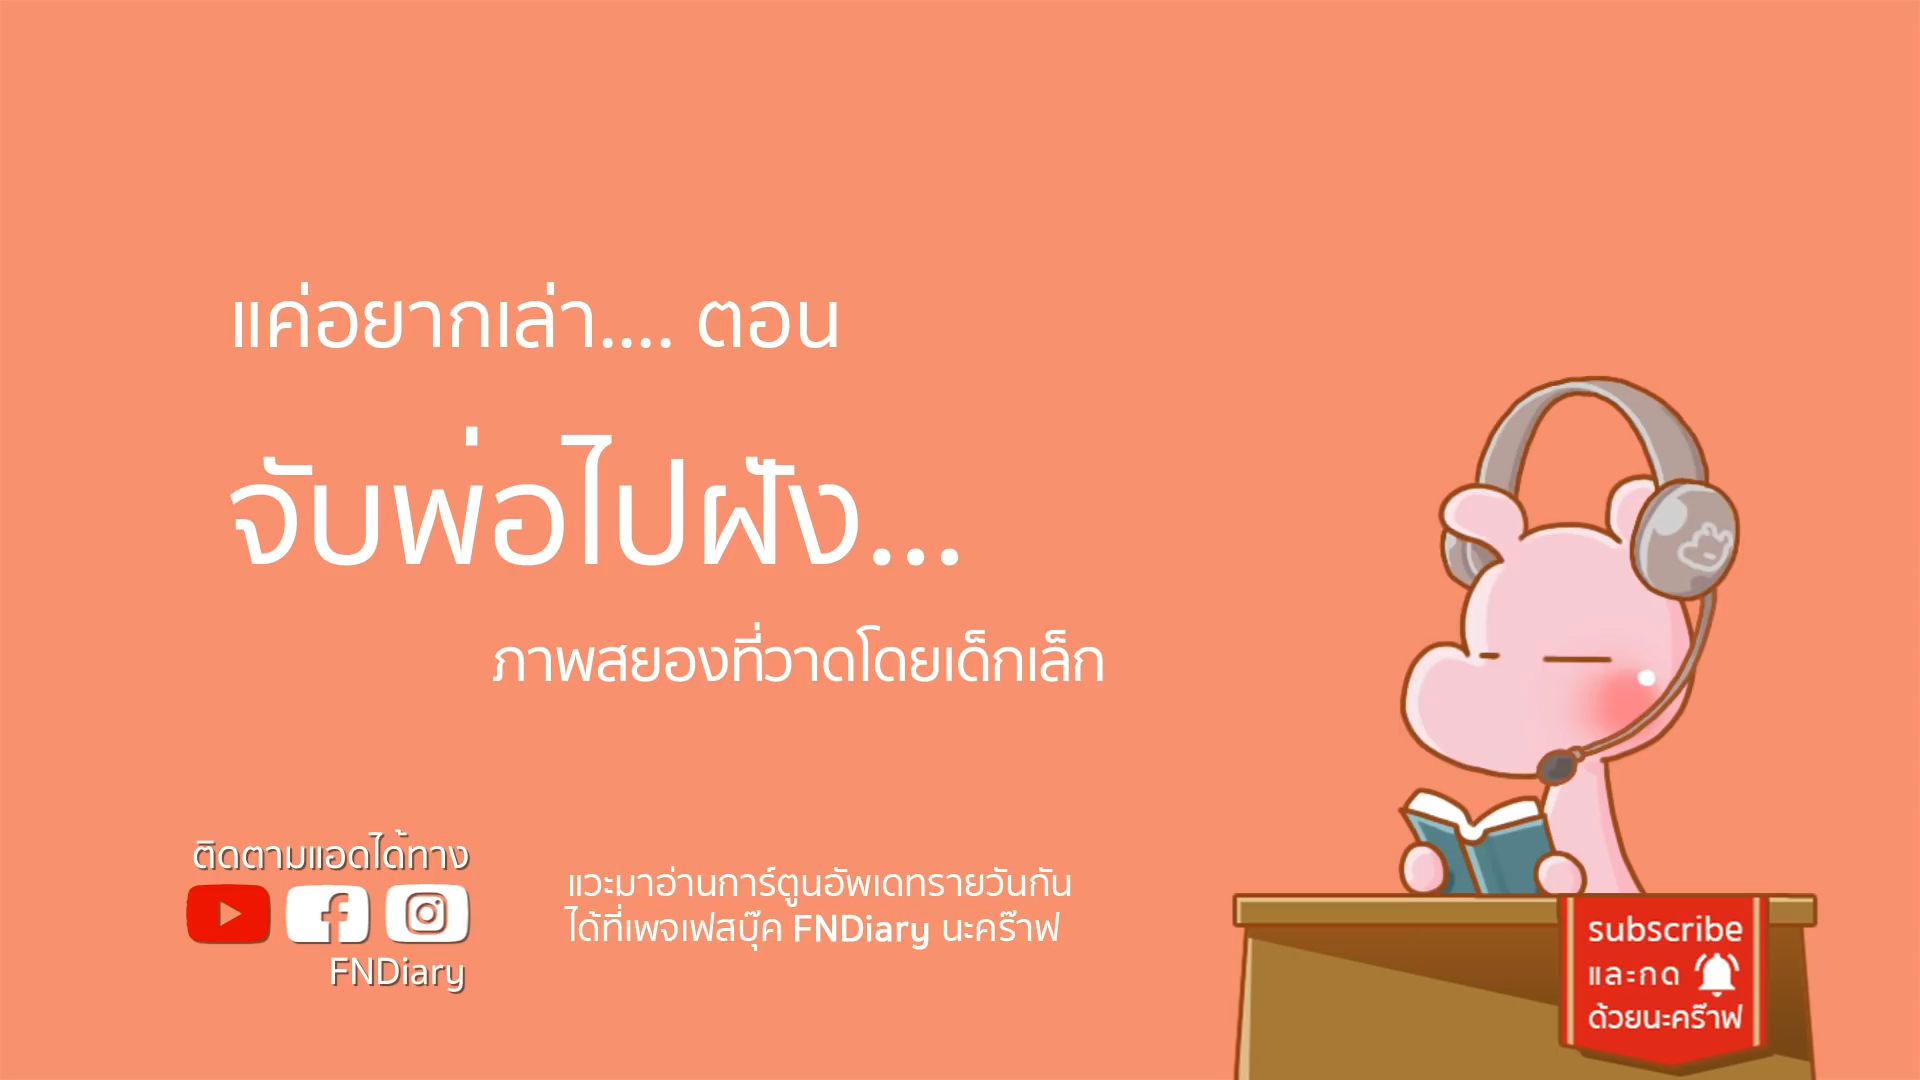 แค่อยากเล่า.... ตอน
จับพ่อไปฝัง...
ภาพสยองที่วาดโดยเด็กเล็ก
ติดตามแอดได้ทาง
FNDiary
แวะมาอ่านการ์ตูนอัพเดทรายวันกัน
ได้ที่เพจเฟสบุ๊ค FNDiary นะคร๊าฟ
subscribe
และกด
ด้วยนะคร๊าฟ